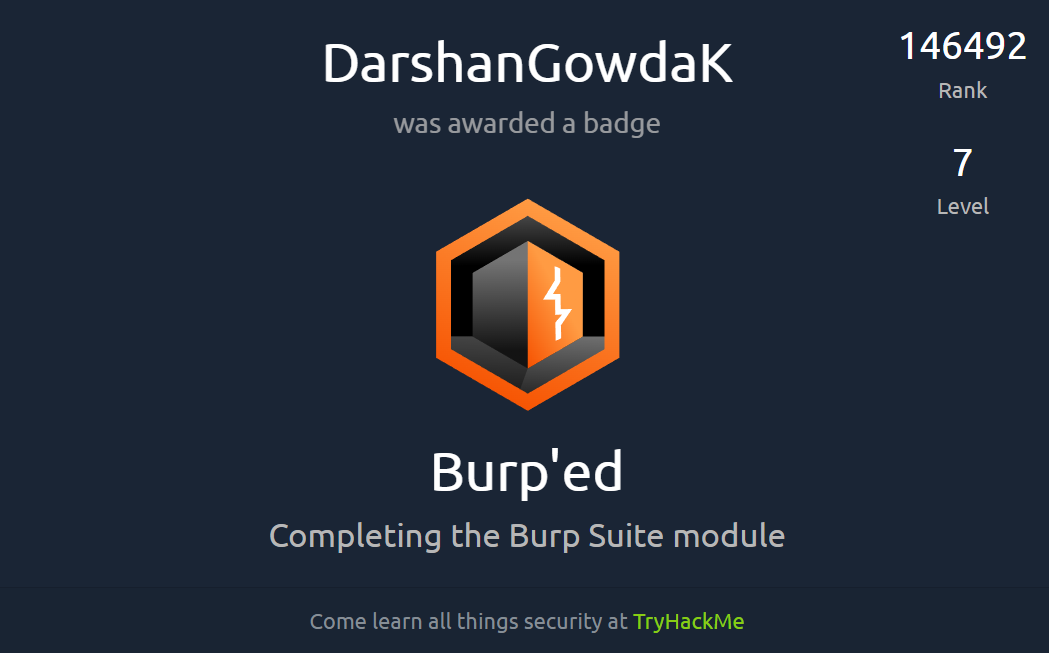 DarshanGowdaK
was awarded a badge
146492
Rank
7
Level
Burp'ed
Completing the Burp Suite module
Come learn all things security at TryHackMe